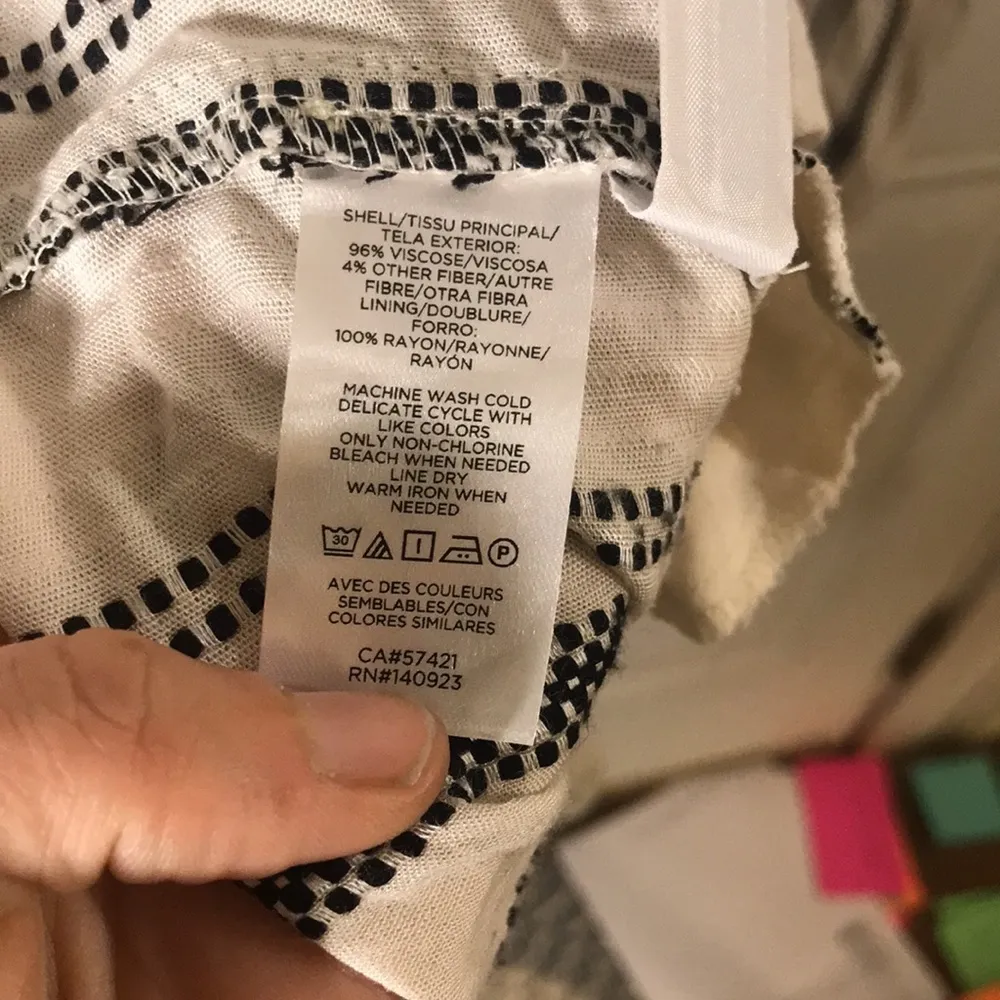 SHELL/TISSU PRINCIPAL/
TELA EXTERIOR:
96% VISCOSE/VISCOSA
4% OTHER FIBER/AUTRE
FIBRE/OTRA FIBRA
LINING/DOUBLURE/
FORRO:
100% RAYON/RAYONNE/
RAYÓN
MACHINE WASH COLD
DELICATE CYCLE WITH
LIKE COLORS
ONLY NON-CHLORINE
BLEACH WHEN NEEDED
LINE DRY
WARM IRON WHEN
NEEDED
30 P
AVEC DES COULEURS
SEMBLABLES/CON
COLORES SIMILARES
CA#57421
RN#140923